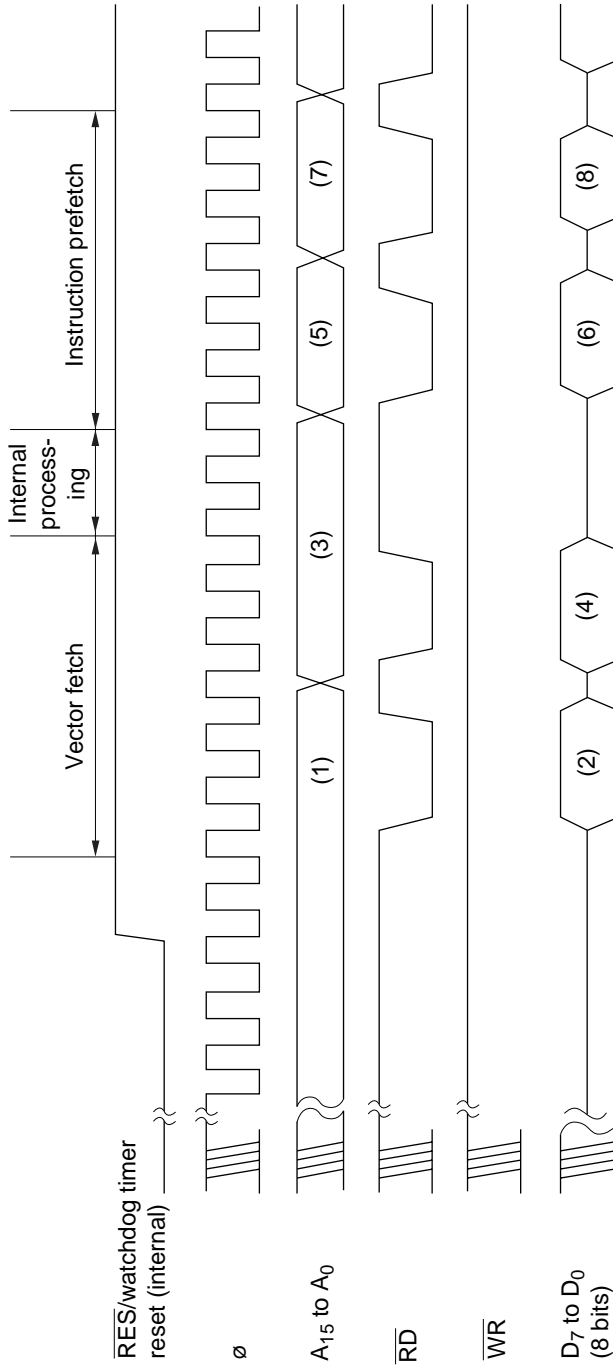 Vector fetch
Internal
process-
ing
Instruction prefetch
RES/watchdog timer
reset (internal)
ø
A15 to A0
(1)
(3)
(5)
(7)
RD
WR
D7 to D0
(8 bits)
(2)
(4)
(6)
(8)